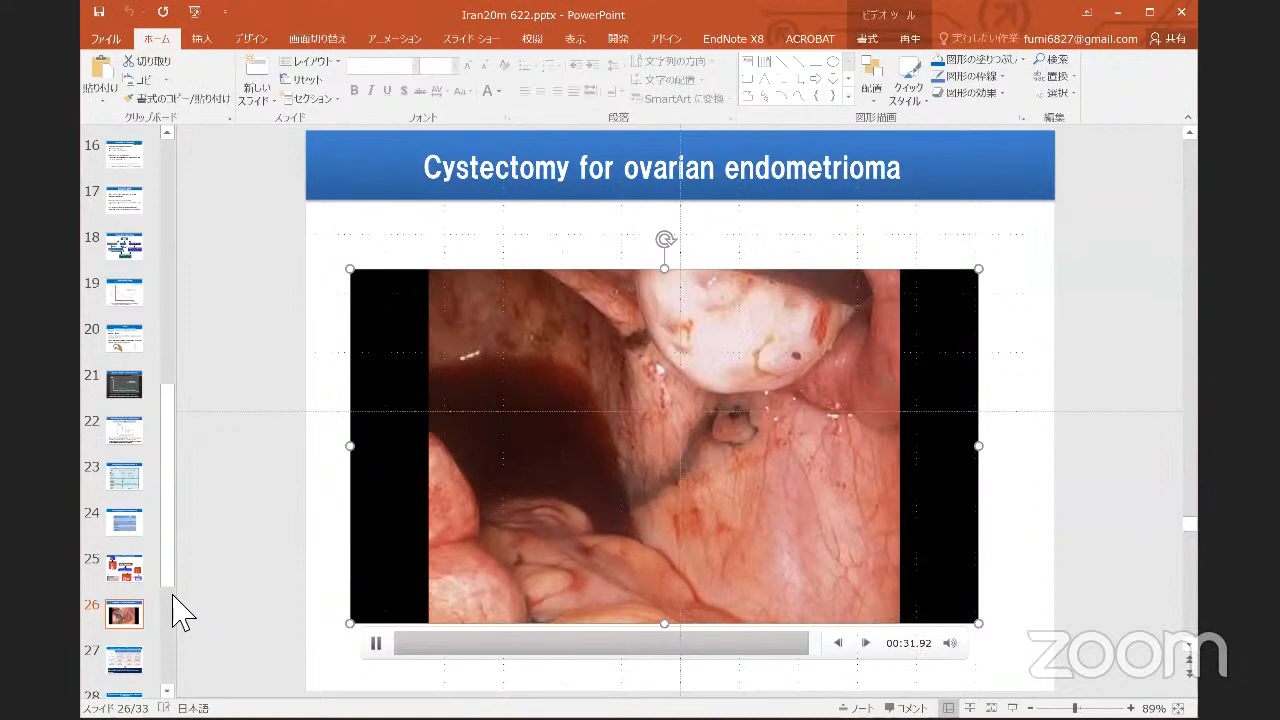 Iran20m 622.pptx - PowerPoint
ビデオ ツール
ファイル
ホーム
挿入
デザイン
画面切り替え
アニメーション
スライド ショー
校閲
表示
開発
アドイン
EndNote X8
ACROBAT
書式
再生
実行したい作業
fumi6827@gmail.com
共有
貼り付け
切り取り
コピー
書式のコピー/貼り付け
クリップボード
新しい
スライド
レイアウト
リセット
セクション
スライド
B I U S abc AV Aa A
フォント
文字列の方向
文字の配置
SmartArt に変換
段落
配置
クイック
スタイル
図形の塗りつぶし
図形の枠線
図形の効果
図形描画
検索
置換
選択
編集
16
17
18
19
20
21
22
23
24
25
26
27
28
Cystectomy for ovarian endometrioma
00:31.92
zoom
スライド 26/33
日本語
ノート
コメント
89%